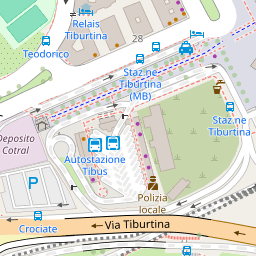 Relais
Tiburtina
28
Teodorico
Staz.ne
Tiburtina
(MB)
Staz.ne
Tiburtina
Deposito
Cotral
Autostazione
Tibus
P
Polizia
locale
Crociate
Via Tiburtina